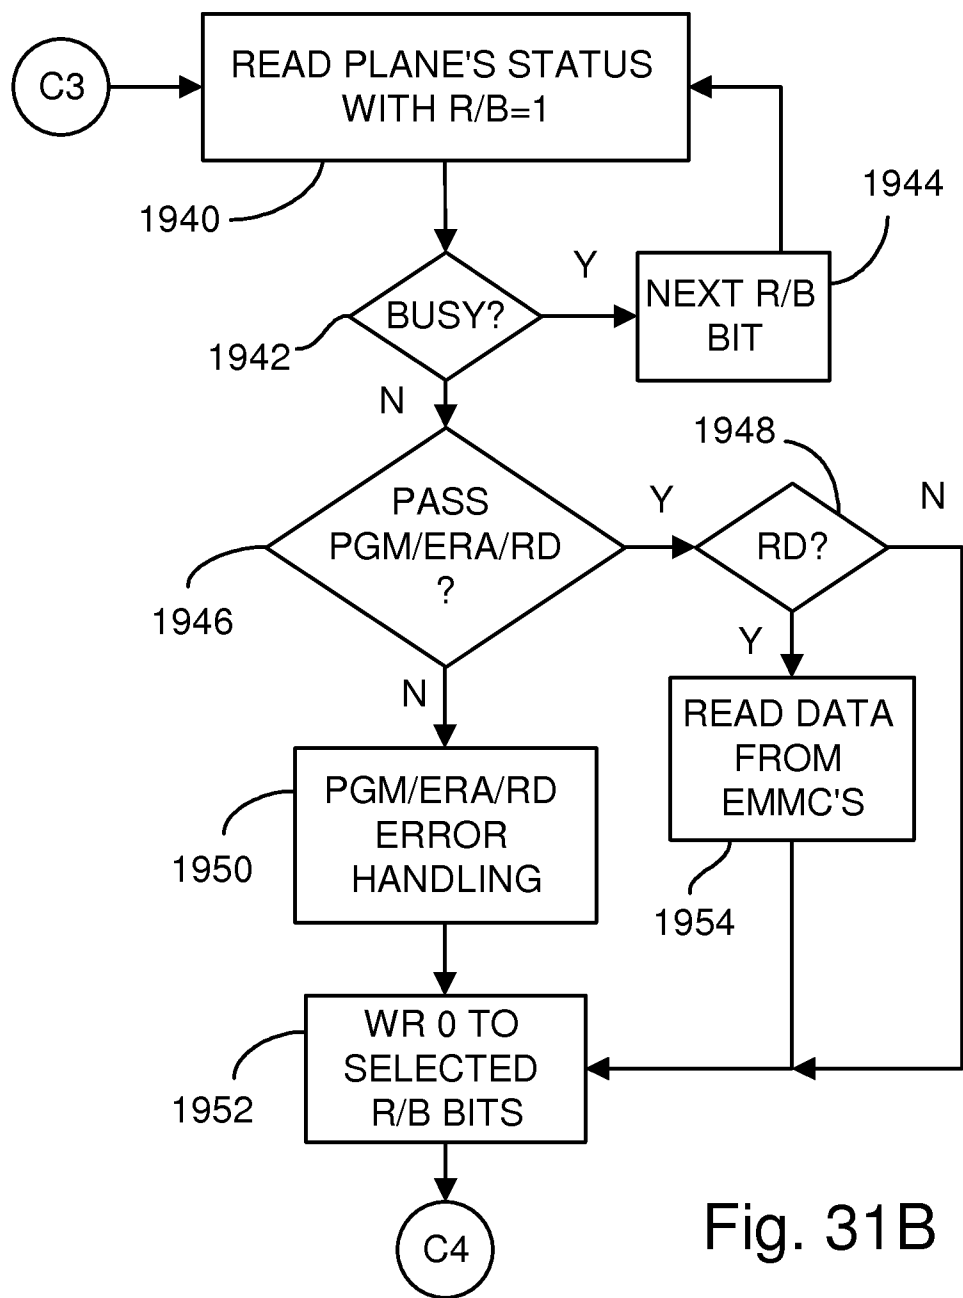 C3
READ PLANE'S STATUS
WITH R/B=1
1940
1944
Y
NEXT R/B
BIT
BUSY?
1942
N
1948
PASS
PGM/ERA/RD
?
Y
RD?
N
1946
Y
N
READ DATA
FROM
EMMC'S
PGM/ERA/RD
ERROR
HANDLING
1950
1954
WR 0 TO
SELECTED
R/B BITS
1952
C4
Fig. 31B